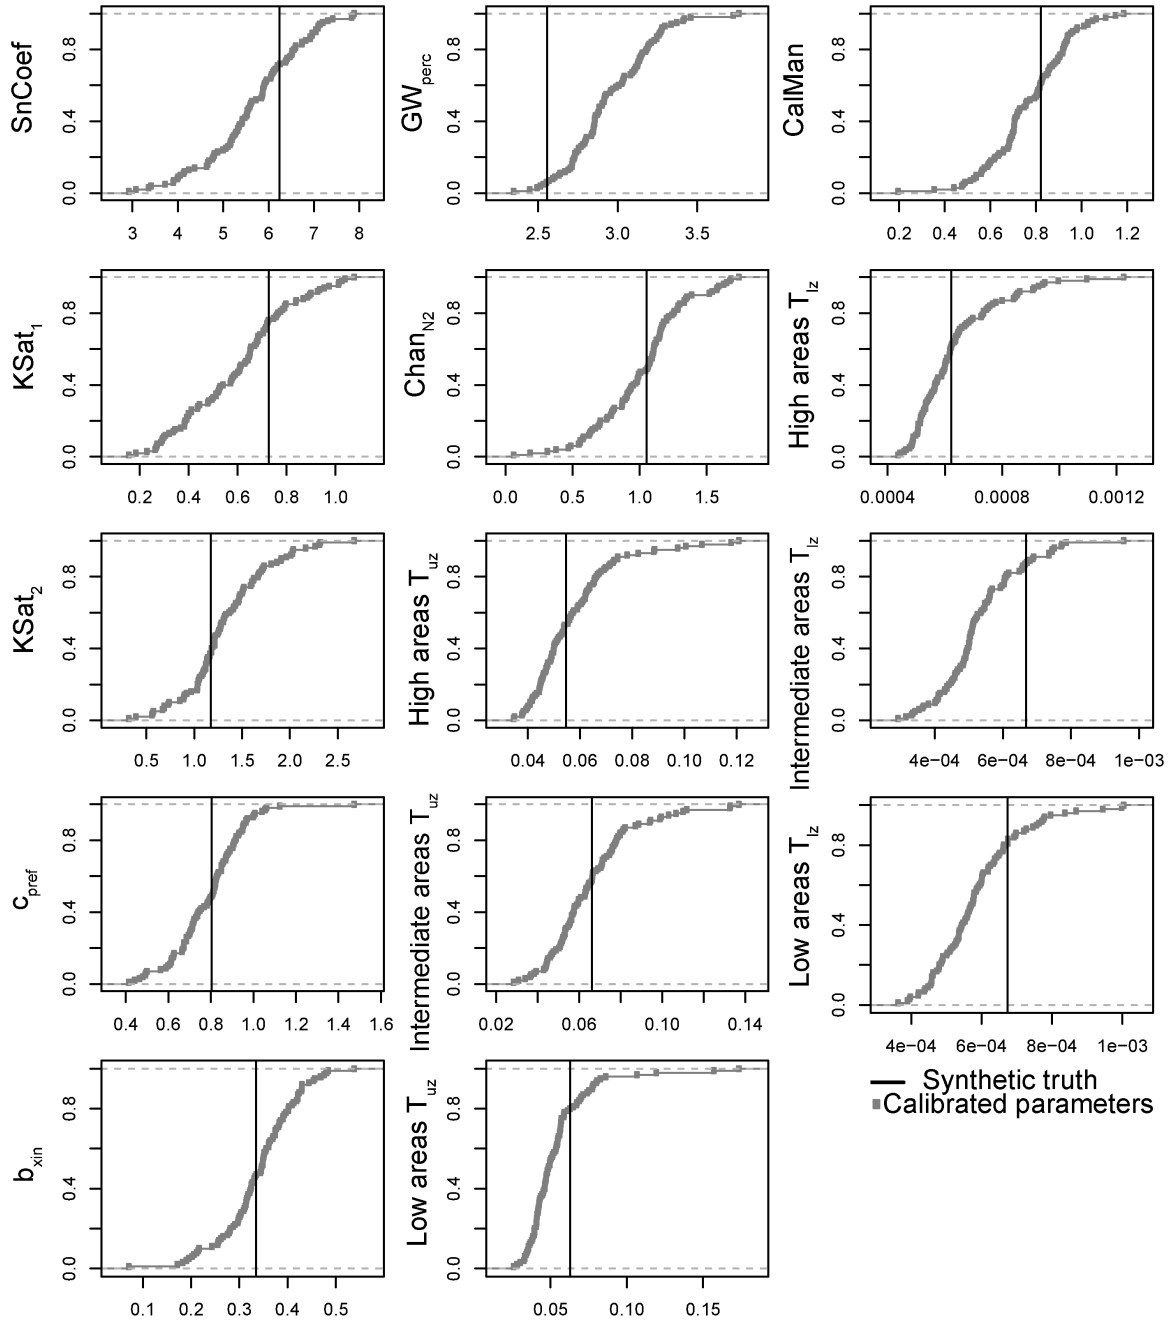 SnCoef
0.0 0.4 0.8
3 4 5 6 7 8
GWperc
0.0 0.4 0.8
2.5 3.0 3.5
CalMan
0.0 0.4 0.8
0.2 0.4 0.6 0.8 1.0 1.2
KSat1
0.0 0.4 0.8
0.2 0.4 0.6 0.8 1.0
ChanN2
0.0 0.4 0.8
0.0 0.5 1.0 1.5
High areas Tlz
0.0 0.4 0.8
0.0004 0.0008 0.0012
KSat2
0.0 0.4 0.8
0.5 1.0 1.5 2.0 2.5
High areas Tuz
0.0 0.4 0.8
0.04 0.06 0.08 0.10 0.12
Intermediate areas Tlz
0.0 0.4 0.8
4e−04 6e−04 8e−04 1e−03
cpref
0.0 0.4 0.8
0.4 0.6 0.8 1.0 1.2 1.4 1.6
Intermediate areas Tuz
0.0 0.4 0.8
0.02 0.06 0.10 0.14
Low areas Tlz
0.0 0.4 0.8
4e−04 6e−04 8e−04 1e−03
bxin
0.0 0.4 0.8
0.1 0.2 0.3 0.4 0.5
Low areas Tuz
0.0 0.4 0.8
0.05 0.10 0.15
Synthetic truth
Calibrated parameters